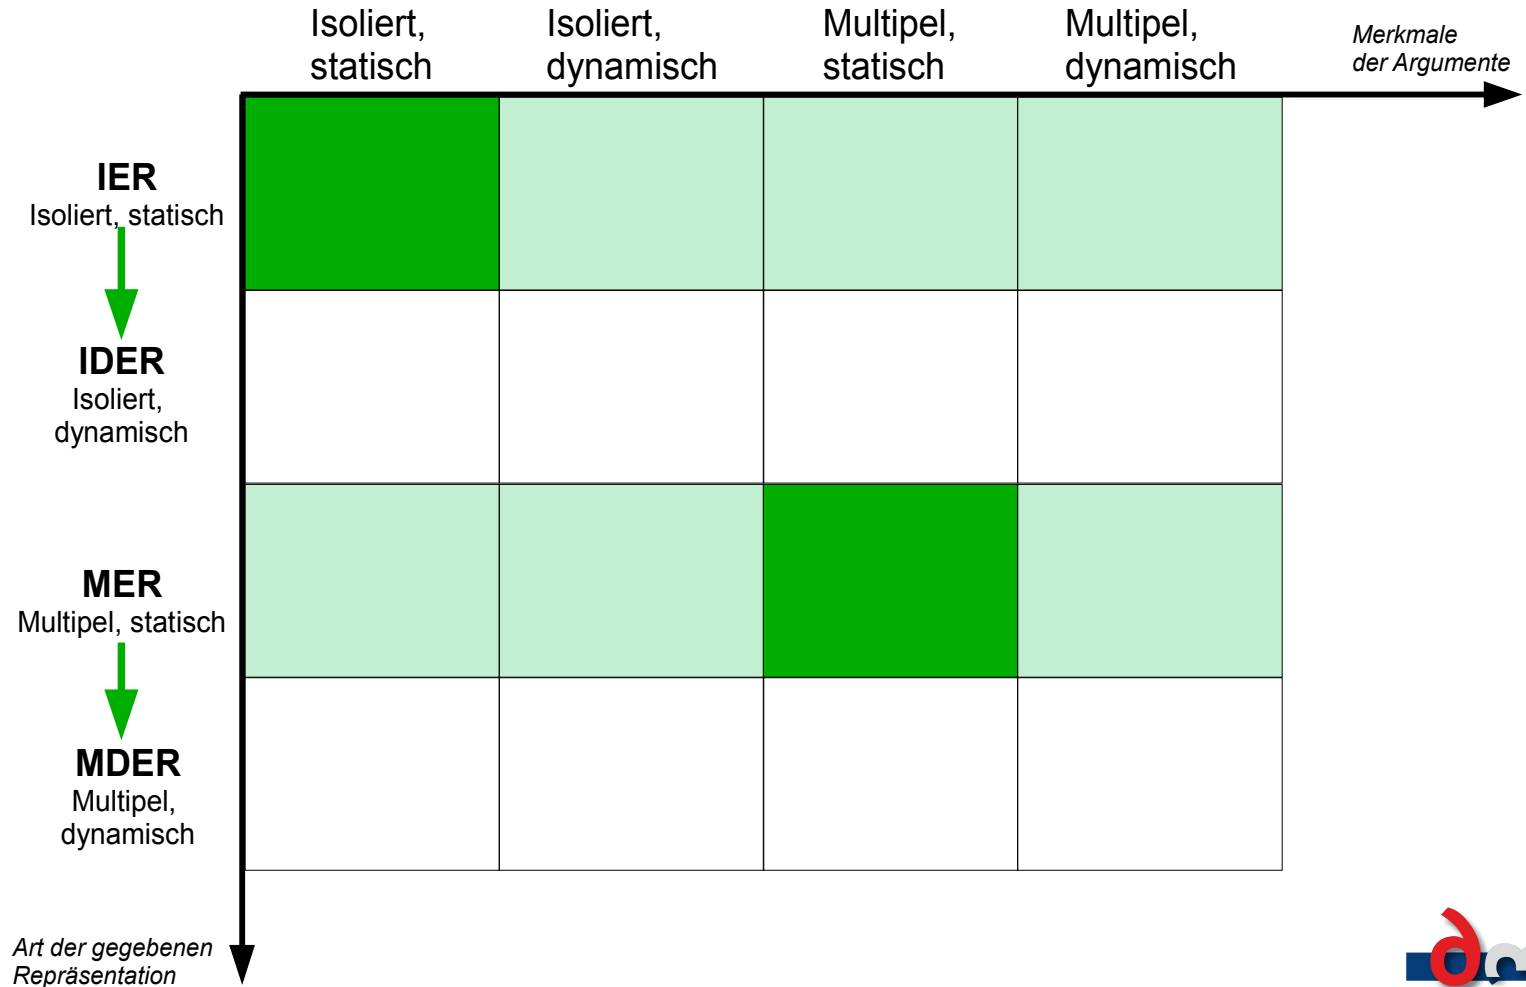 Isoliert,
statisch
Isoliert,
dynamisch
Multipel,
statisch
Multipel,
dynamisch
Merkmale
der Argumente
IER
Isoliert, statisch
IDER
Isoliert,
dynamisch
MER
Multipel, statisch
MDER
Multipel,
dynamisch
Art der gegebenen
Repräsentation